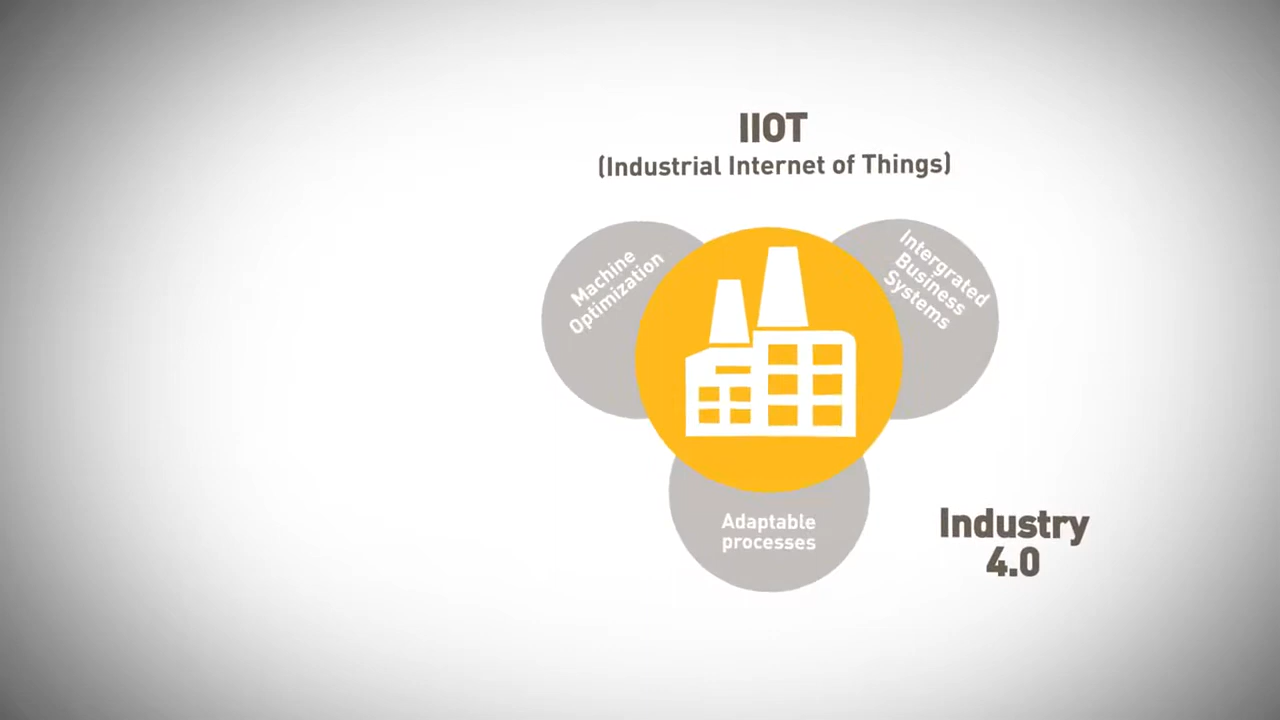 IIOT
(Industrial Internet of Things)
Machine
Optimization
Intergrated
Business
Systems
Adaptable
processes
Industry
4.0